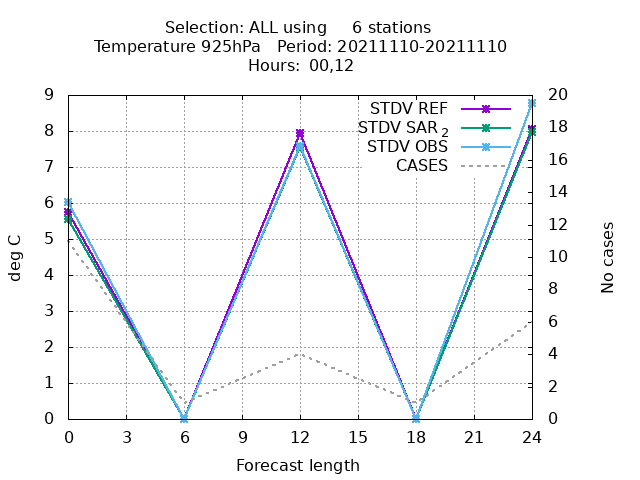 Selection: ALL using     6 stations
Temperature 925hPa   Period: 20211110-20211110
Hours:  00,12
9
8
7
6
5
4
3
2
1
0
20
18
16
14
12
10
8
6
4
2
0
STDV REF
STDV SAR 2
STDV OBS
CASES
deg C
No cases
0 3 6 9 12 15 18 21 24
Forecast length